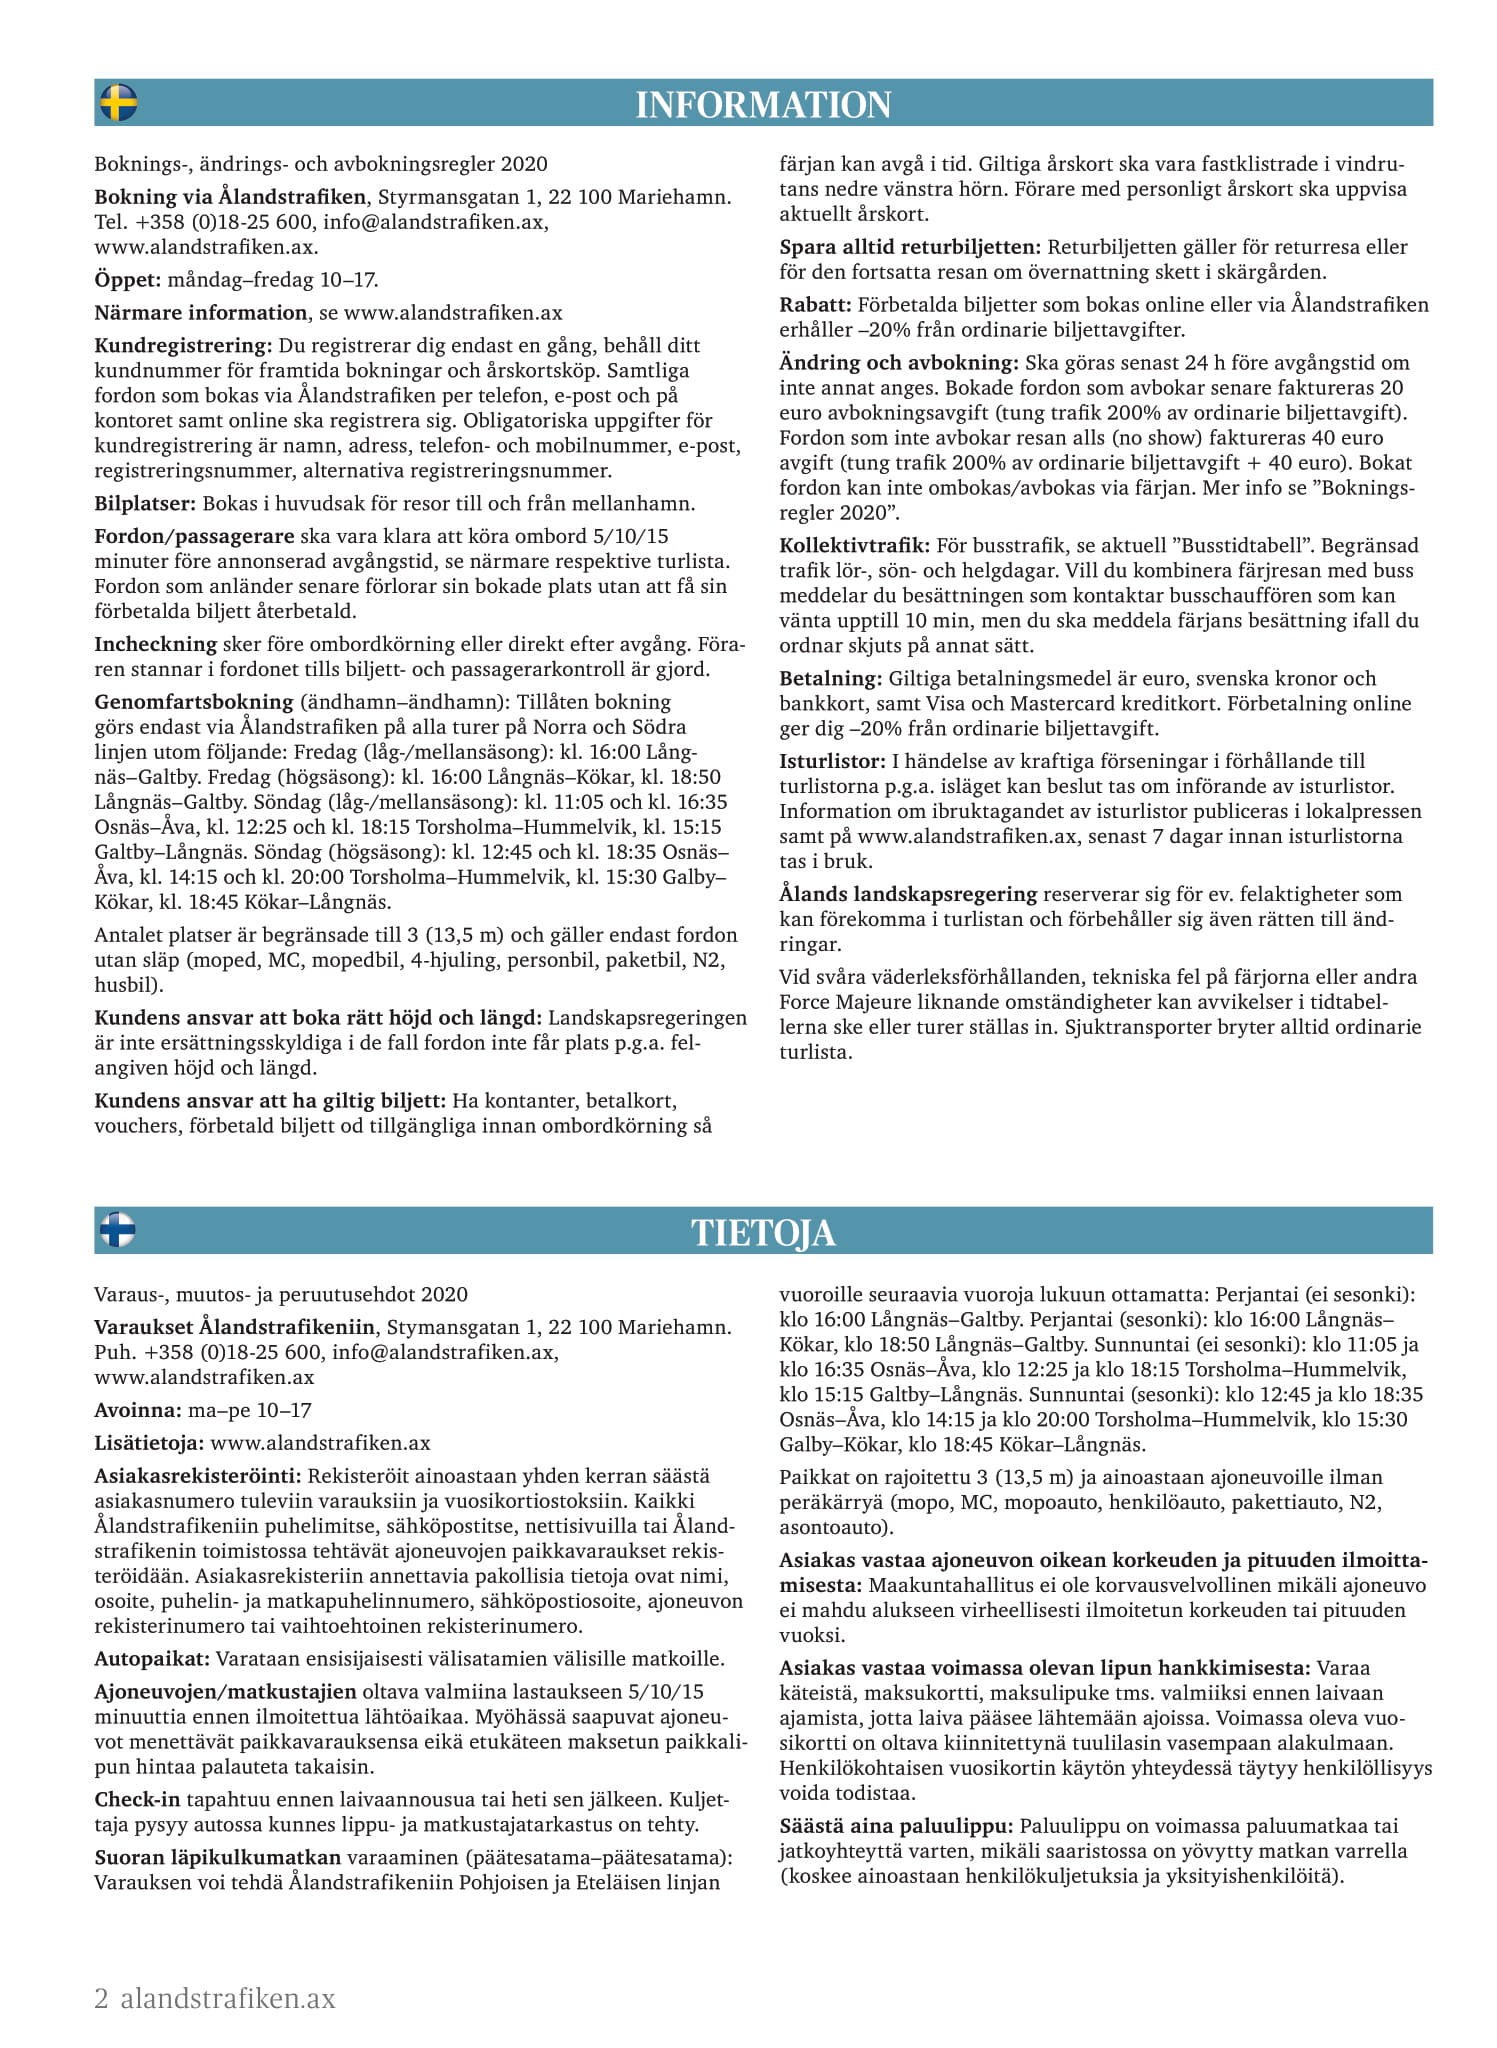 INFORMATION
Boknings-, ändrings- och avbokningsregler 2020
Bokning via Ålandstrafiken, Styrmansgatan 1, 22 100 Mariehamn.
Tel. +358 (0)18-25 600, info@alandstrafiken.ax,
www.alandstrafiken.ax.
Öppet: måndag–fredag 10–17.
Närmare information, se www.alandstrafiken.ax
Kundregistrering: Du registrerar dig endast en gång, behåll ditt
kundnummer för framtida bokningar och årskortsköp. Samtliga
fordon som bokas via Ålandstrafiken per telefon, e-post och på
kontoret samt online ska registrera sig. Obligatoriska uppgifter för
kundregistrering är namn, adress, telefon- och mobilnummer, e-post,
registreringsnummer, alternativa registreringsnummer.
Bilplatser: Bokas i huvudsak för resor till och från mellanhamn.
Fordon/passagerare ska vara klara att köra ombord 5/10/15
minuter före annonserad avgångstid, se närmare respektive turlista.
Fordon som anländer senare förlorar sin bokade plats utan att få sin
förbetalda biljett återbetald.
Incheckning sker före ombordkörning eller direkt efter avgång. Föra-
ren stannar i fordonet tills biljett- och passagerarkontroll är gjord.
Genomfartsbokning (ändhamn–ändhamn): Tillåten bokning
görs endast via Ålandstrafiken på alla turer på Norra och Södra
linjen utom följande: Fredag (låg-/mellansäsong): kl. 16:00 Lång-
näs–Galtby. Fredag (högsäsong): kl. 16:00 Långnäs–Kökar, kl. 18:50
Långnäs–Galtby. Söndag (låg-/mellansäsong): kl. 11:05 och kl. 16:35
Osnäs–Åva, kl. 12:25 och kl. 18:15 Torsholma–Hummelvik, kl. 15:15
Galtby–Långnäs. Söndag (högsäsong): kl. 12:45 och kl. 18:35 Osnäs–
Åva, kl. 14:15 och kl. 20:00 Torsholma–Hummelvik, kl. 15:30 Galby–
Kökar, kl. 18:45 Kökar–Långnäs.
Antalet platser är begränsade till 3 (13,5 m) och gäller endast fordon
utan släp (moped, MC, mopedbil, 4-hjuling, personbil, paketbil, N2,
husbil).
Kundens ansvar att boka rätt höjd och längd: Landskapsregeringen
är inte ersättningsskyldiga i de fall fordon inte får plats p.g.a. fel-
angiven höjd och längd.
Kundens ansvar att ha giltig biljett: Ha kontanter, betalkort,
vouchers, förbetald biljett od tillgängliga innan ombordkörning så
färjan kan avgå i tid. Giltiga årskort ska vara fastklistrade i vindru-
tans nedre vänstra hörn. Förare med personligt årskort ska uppvisa
aktuellt årskort.
Spara alltid returbiljetten: Returbiljetten gäller för returresa eller
för den fortsatta resan om övernattning skett i skärgården.
Rabatt: Förbetalda biljetter som bokas online eller via Ålandstrafiken
erhåller –20% från ordinarie biljettavgifter.
Ändring och avbokning: Ska göras senast 24 h före avgångstid om
inte annat anges. Bokade fordon som avbokar senare faktureras 20
euro avbokningsavgift (tung trafik 200% av ordinarie biljettavgift).
Fordon som inte avbokar resan alls (no show) faktureras 40 euro
avgift (tung trafik 200% av ordinarie biljettavgift + 40 euro). Bokat
fordon kan inte ombokas/avbokas via färjan. Mer info se ”Boknings-
regler 2020”.
Kollektivtrafik: För busstrafik, se aktuell ”Busstidtabell”. Begränsad
trafik lör-, sön- och helgdagar. Vill du kombinera färjresan med buss
meddelar du besättningen som kontaktar busschauffören som kan
vänta upptill 10 min, men du ska meddela färjans besättning ifall du
ordnar skjuts på annat sätt.
Betalning: Giltiga betalningsmedel är euro, svenska kronor och
bankkort, samt Visa och Mastercard kreditkort. Förbetalning online
ger dig –20% från ordinarie biljettavgift.
Isturlistor: I händelse av kraftiga förseningar i förhållande till
turlistorna p.g.a. isläget kan beslut tas om införande av isturlistor.
Information om ibruktagandet av isturlistor publiceras i lokalpressen
samt på www.alandstrafiken.ax, senast 7 dagar innan isturlistorna
tas i bruk.
Ålands landskapsregering reserverar sig för ev. felaktigheter som
kan förekomma i turlistan och förbehåller sig även rätten till änd-
ringar.
Vid svåra väderleksförhållanden, tekniska fel på färjorna eller andra
Force Majeure liknande omständigheter kan avvikelser i tidtabel-
lerna ske eller turer ställas in. Sjuktransporter bryter alltid ordinarie
turlista.
TIETOJA
Varaus-, muutos- ja peruutusehdot 2020
Varaukset Ålandstrafikeniin, Stymansgatan 1, 22 100 Mariehamn.
Puh. +358 (0)18-25 600, info@alandstrafiken.ax,
www.alandstrafiken.ax
Avoinna: ma–pe 10–17
Lisätietoja: www.alandstrafiken.ax
Asiakasrekisteröinti: Rekisteröit ainoastaan yhden kerran säästä
asiakasnumero tuleviin varauksiin ja vuosikortiostoksiin. Kaikki
Ålandstrafikeniin puhelimitse, sähköpostitse, nettisivuilla tai Åland-
strafikenin toimistossa tehtävät ajoneuvojen paikkavaraukset rekis-
teröidään. Asiakasrekisteriin annettavia pakollisia tietoja ovat nimi,
osoite, puhelin- ja matkapuhelinnumero, sähköpostiosoite, ajoneuvon
rekisterinumero tai vaihtoehtoinen rekisterinumero.
Autopaikat: Varataan ensisijaisesti välisatamien välisille matkoille.
Ajoneuvojen/matkustajien oltava valmiina lastaukseen 5/10/15
minuuttia ennen ilmoitettua lähtöaikaa. Myöhässä saapuvat ajoneu-
vot menettävät paikkavarauksensa eikä etukäteen maksetun paikkali-
pun hintaa palauteta takaisin.
Check-in tapahtuu ennen laivaannousua tai heti sen jälkeen. Kuljet-
taja pysyy autossa kunnes lippu- ja matkustajatarkastus on tehty.
Suoran läpikulkumatkan varaaminen (päätesatama–päätesatama):
Varauksen voi tehdä Ålandstrafikeniin Pohjoisen ja Eteläisen linjan
vuoroille seuraavia vuoroja lukuun ottamatta: Perjantai (ei sesonki):
klo 16:00 Långnäs–Galtby. Perjantai (sesonki): klo 16:00 Långnäs–
Kökar, klo 18:50 Långnäs–Galtby. Sunnuntai (ei sesonki): klo 11:05 ja
klo 16:35 Osnäs–Åva, klo 12:25 ja klo 18:15 Torsholma–Hummelvik,
klo 15:15 Galtby–Långnäs. Sunnuntai (sesonki): klo 12:45 ja klo 18:35
Osnäs–Åva, klo 14:15 ja klo 20:00 Torsholma–Hummelvik, klo 15:30
Galby–Kökar, klo 18:45 Kökar–Långnäs.
Paikkat on rajoitettu 3 (13,5 m) ja ainoastaan ajoneuvoille ilman
peräkärryä (mopo, MC, mopoauto, henkilöauto, pakettiauto, N2,
asontoauto).
Asiakas vastaa ajoneuvon oikean korkeuden ja pituuden ilmoitta-
misesta: Maakuntahallitus ei ole korvausvelvollinen mikäli ajoneuvo
ei mahdu alukseen virheellisesti ilmoitetun korkeuden tai pituuden
vuoksi.
Asiakas vastaa voimassa olevan lipun hankkimisesta: Varaa
käteistä, maksukortti, maksulipuke tms. valmiiksi ennen laivaan
ajamista, jotta laiva pääsee lähtemään ajoissa. Voimassa oleva vuo-
sikortti on oltava kiinnitettynä tuulilasin vasempaan alakulmaan.
Henkilökohtaisen vuosikortin käytön yhteydessä täytyy henkilöllisyys
voida todistaa.
Säästä aina paluulippu: Paluulippu on voimassa paluumatkaa tai
jatkoyhteyttä varten, mikäli saaristossa on yövytty matkan varrella
(koskee ainoastaan henkilökuljetuksia ja yksityishenkilöitä).
2 alandstrafiken.ax